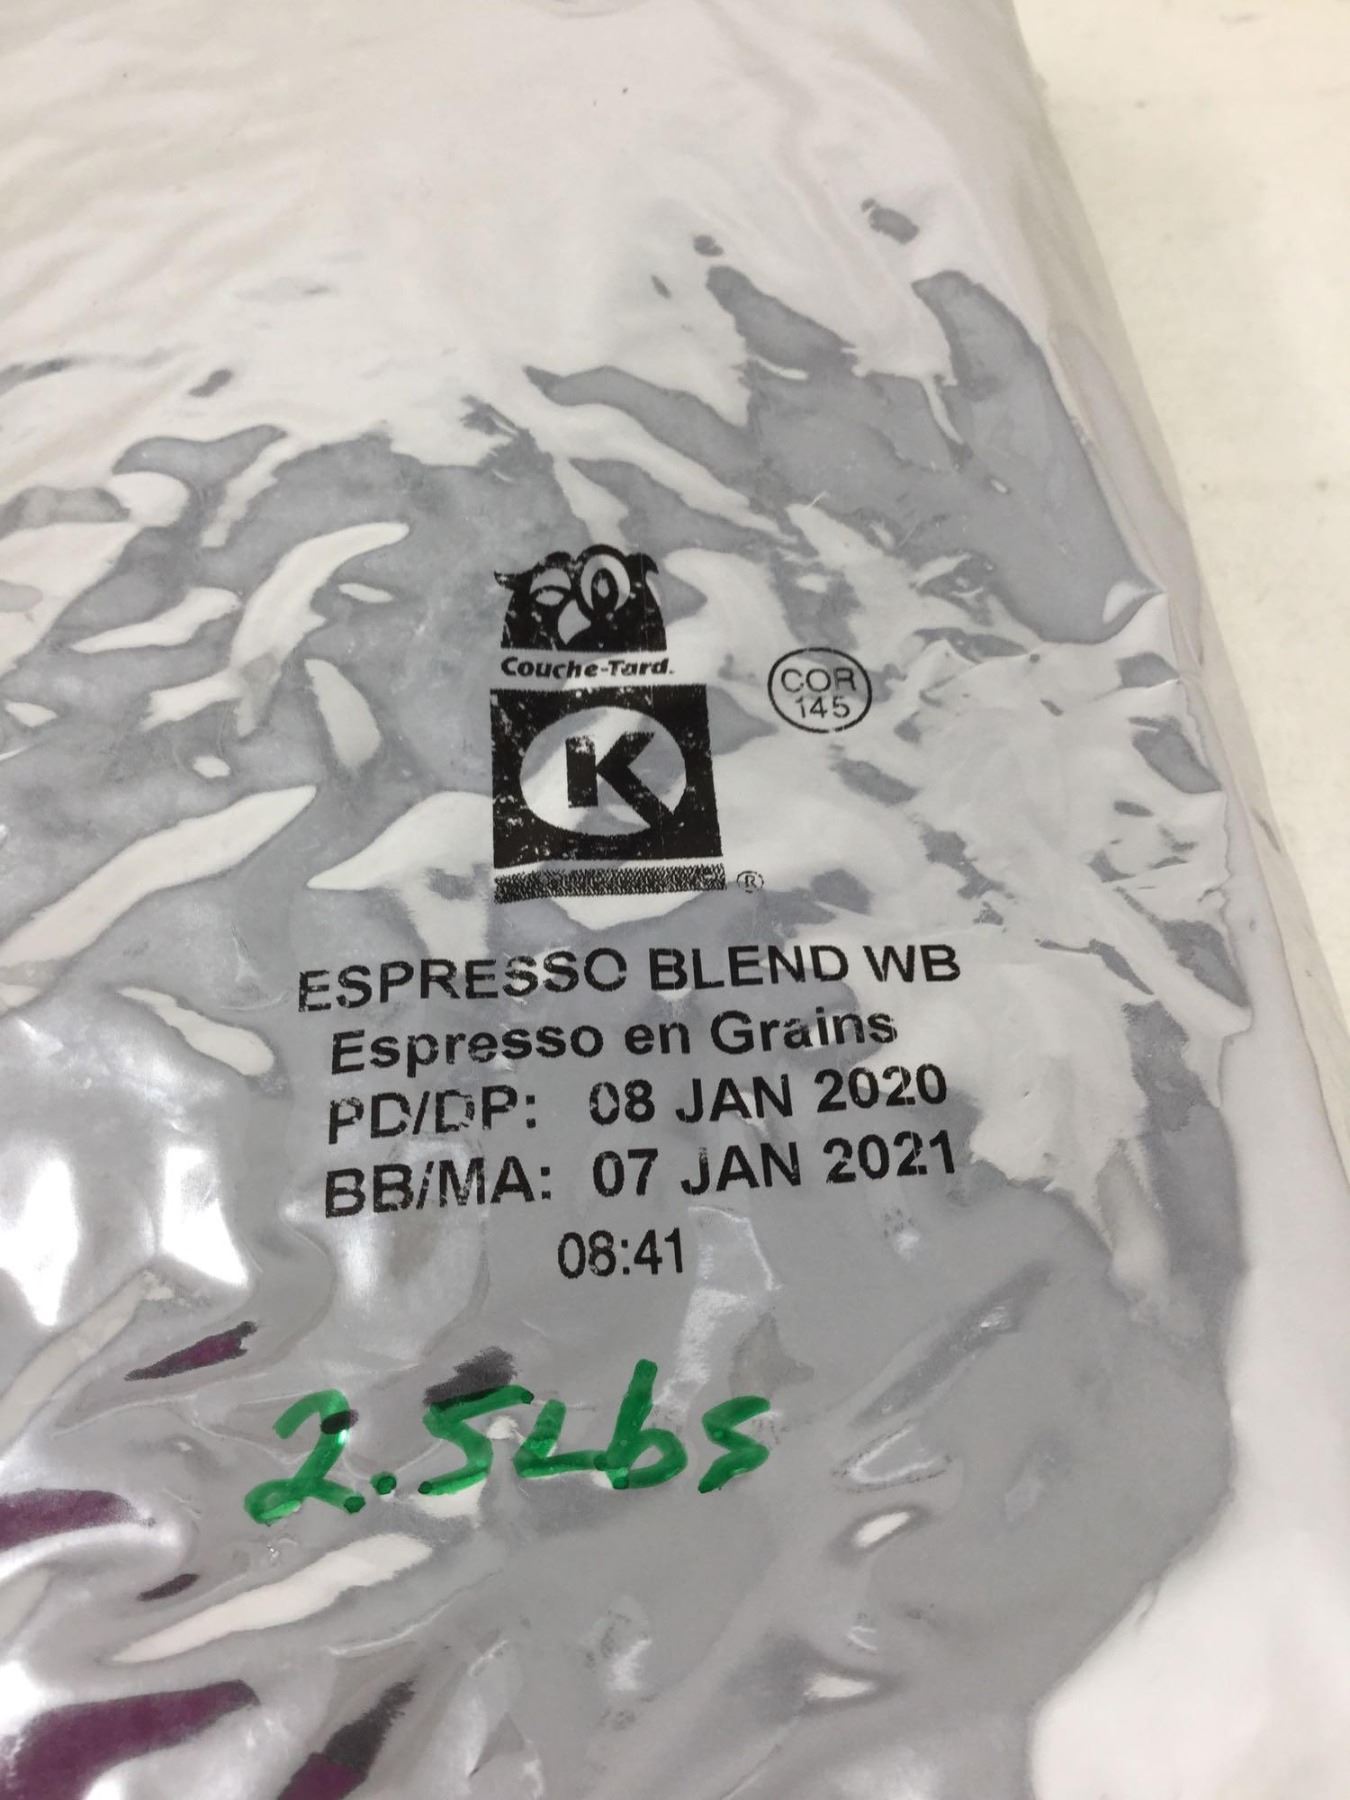 Couche-Tard.
COR
145
K
®
ESPRESSO BLEND WB
Espresso en Grains
PD/DP: 08 JAN 2020
BB/MA: 07 JAN 2021
08:41
2.5Lbs